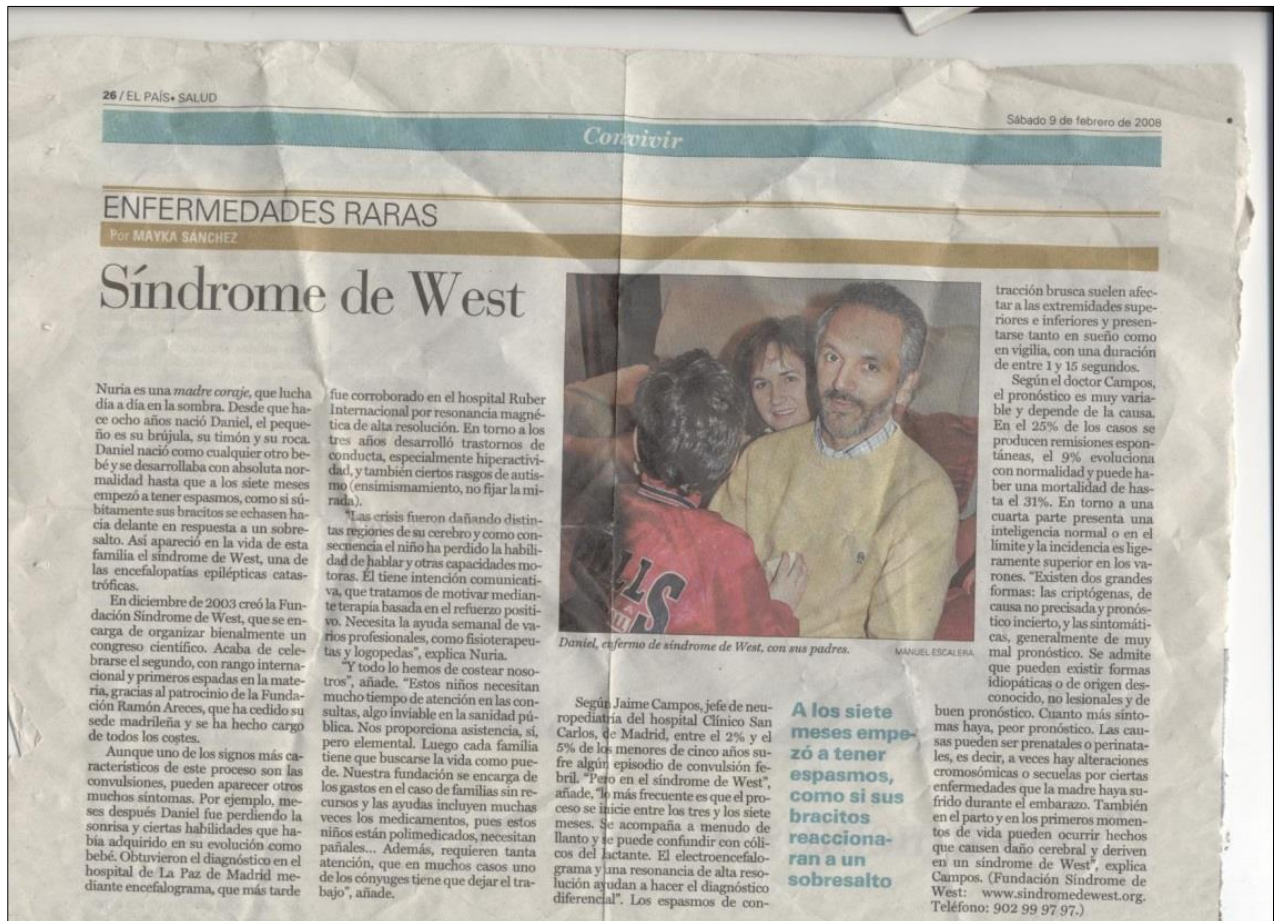 26 / EL PAÍS • SALUD
Sábado 9 de febrero de 2008
Convivir
ENFERMEDADES RARAS
Por MAYKA SÁNCHEZ
Síndrome de West
Nuria es una madre coraje, que lucha
día a día en la sombra. Desde que ha-
ce ocho años nació Daniel, el peque-
ño es su brújula, su timón y su roca.
Daniel nació como cualquier otro be-
bé y se desarrollaba con absoluta nor-
malidad hasta que a los siete meses
empezó a tener espasmos, como si sú-
bitamente sus bracitos se echasen ha-
cia delante en respuesta a un sobre-
salto. Así apareció en la vida de esta
familia el síndrome de West, una de
las encefalopatías epilépticas catas-
tróficas.
En diciembre de 2003 creó la Fun-
dación Síndrome de West, que se en-
carga de organizar bienalmente un
congreso científico. Acaba de cele-
brarse el segundo, con rango interna-
cional y primeros espadas en la mate-
ria, gracias al patrocinio de la Funda-
ción Ramón Areces, que ha cedido su
sede madrileña y se ha hecho cargo
de todos los costes.
Aunque uno de los signos más ca-
racterísticos de este proceso son las
convulsiones, pueden aparecer otros
muchos síntomas. Por ejemplo, me-
ses después Daniel fue perdiendo la
sonrisa y ciertas habilidades que ha-
bía adquirido en su evolución como
bebé. Obtuvieron el diagnóstico en el
hospital de La Paz de Madrid me-
diante encefalograma, que más tarde
fue corroborado en el hospital Ruber
Internacional por resonancia magné-
tica de alta resolución. En torno a los
tres años desarrolló trastornos de
conducta, especialmente hiperactivi-
dad, y también ciertos rasgos de autis-
mo (ensimismamiento, no fijar la mi-
rada).
"Las crisis fueron dañando distin-
tas regiones de su cerebro y como con-
secuencia el niño ha perdido la habili-
dad de hablar y otras capacidades mo-
toras. Él tiene intención comunicati-
va, que tratamos de motivar median-
te terapia basada en el refuerzo positi-
vo. Necesita la ayuda semanal de va-
rios profesionales, como fisioterapeu-
tas y logopedas", explica Nuria.
"Y todo lo hemos de costear noso-
tros", añade. "Estos niños necesitan
mucho tiempo de atención en las con-
sultas, algo inviable en la sanidad pú-
blica. Nos proporciona asistencia, sí,
pero elemental. Luego cada familia
tiene que buscarse la vida como pue-
de. Nuestra fundación se encarga de
los gastos en el caso de familias sin re-
cursos y las ayudas incluyen muchas
veces los medicamentos, pues estos
niños están polimedicados, necesitan
pañales... Además, requieren tanta
atención, que en muchos casos uno
de los cónyuges tiene que dejar el tra-
bajo", añade.
LLS
Daniel, enfermo de síndrome de West, con sus padres.
MANUEL ESCALERA
Según Jaime Campos, jefe de neu-
ropediatría del hospital Clínico San
Carlos, de Madrid, entre el 2% y el
5% de los menores de cinco años su-
fre algún episodio de convulsión fe-
bril. "Pero en el síndrome de West",
añade, "lo más frecuente es que el pro-
ceso se inicie entre los tres y los siete
meses. Se acompaña a menudo de
llanto y se puede confundir con cóli-
cos del lactante. El electroencefalo-
grama y una resonancia de alta reso-
lución ayudan a hacer el diagnóstico
diferencial". Los espasmos de con-
A los siete
meses empe-
zó a tener
espasmos,
como si sus
bracitos
reacciona-
ran a un
sobresalto
tracción brusca suelen afec-
tar a las extremidades supe-
riores e inferiores y presen-
tarse tanto en sueño como
en vigilia, con una duración
de entre 1 y 15 segundos.
Según el doctor Campos,
el pronóstico es muy varia-
ble y depende de la causa.
En el 25% de los casos se
producen remisiones espon-
táneas, el 9% evoluciona
con normalidad y puede ha-
ber una mortalidad de has-
ta el 31%. En torno a una
cuarta parte presenta una
inteligencia normal o en el
límite y la incidencia es lige-
ramente superior en los va-
rones. "Existen dos grandes
formas: las criptógenas, de
causa no precisada y pronós-
tico incierto, y las sintomáti-
cas, generalmente de muy
mal pronóstico. Se admite
que pueden existir formas
idiopáticas o de origen des-
conocido, no lesionales y de
buen pronóstico. Cuanto más sínto-
mas haya, peor pronóstico. Las cau-
sas pueden ser prenatales o perinata-
les, es decir, a veces hay alteraciones
cromosómicas o secuelas por ciertas
enfermedades que la madre haya su-
frido durante el embarazo. También
en el parto y en los primeros momen-
tos de vida pueden ocurrir hechos
que causen daño cerebral y deriven
en un síndrome de West", explica
Campos. (Fundación Síndrome de
West: www.sindromedewest.org.
Teléfono: 902 99 97 97.)